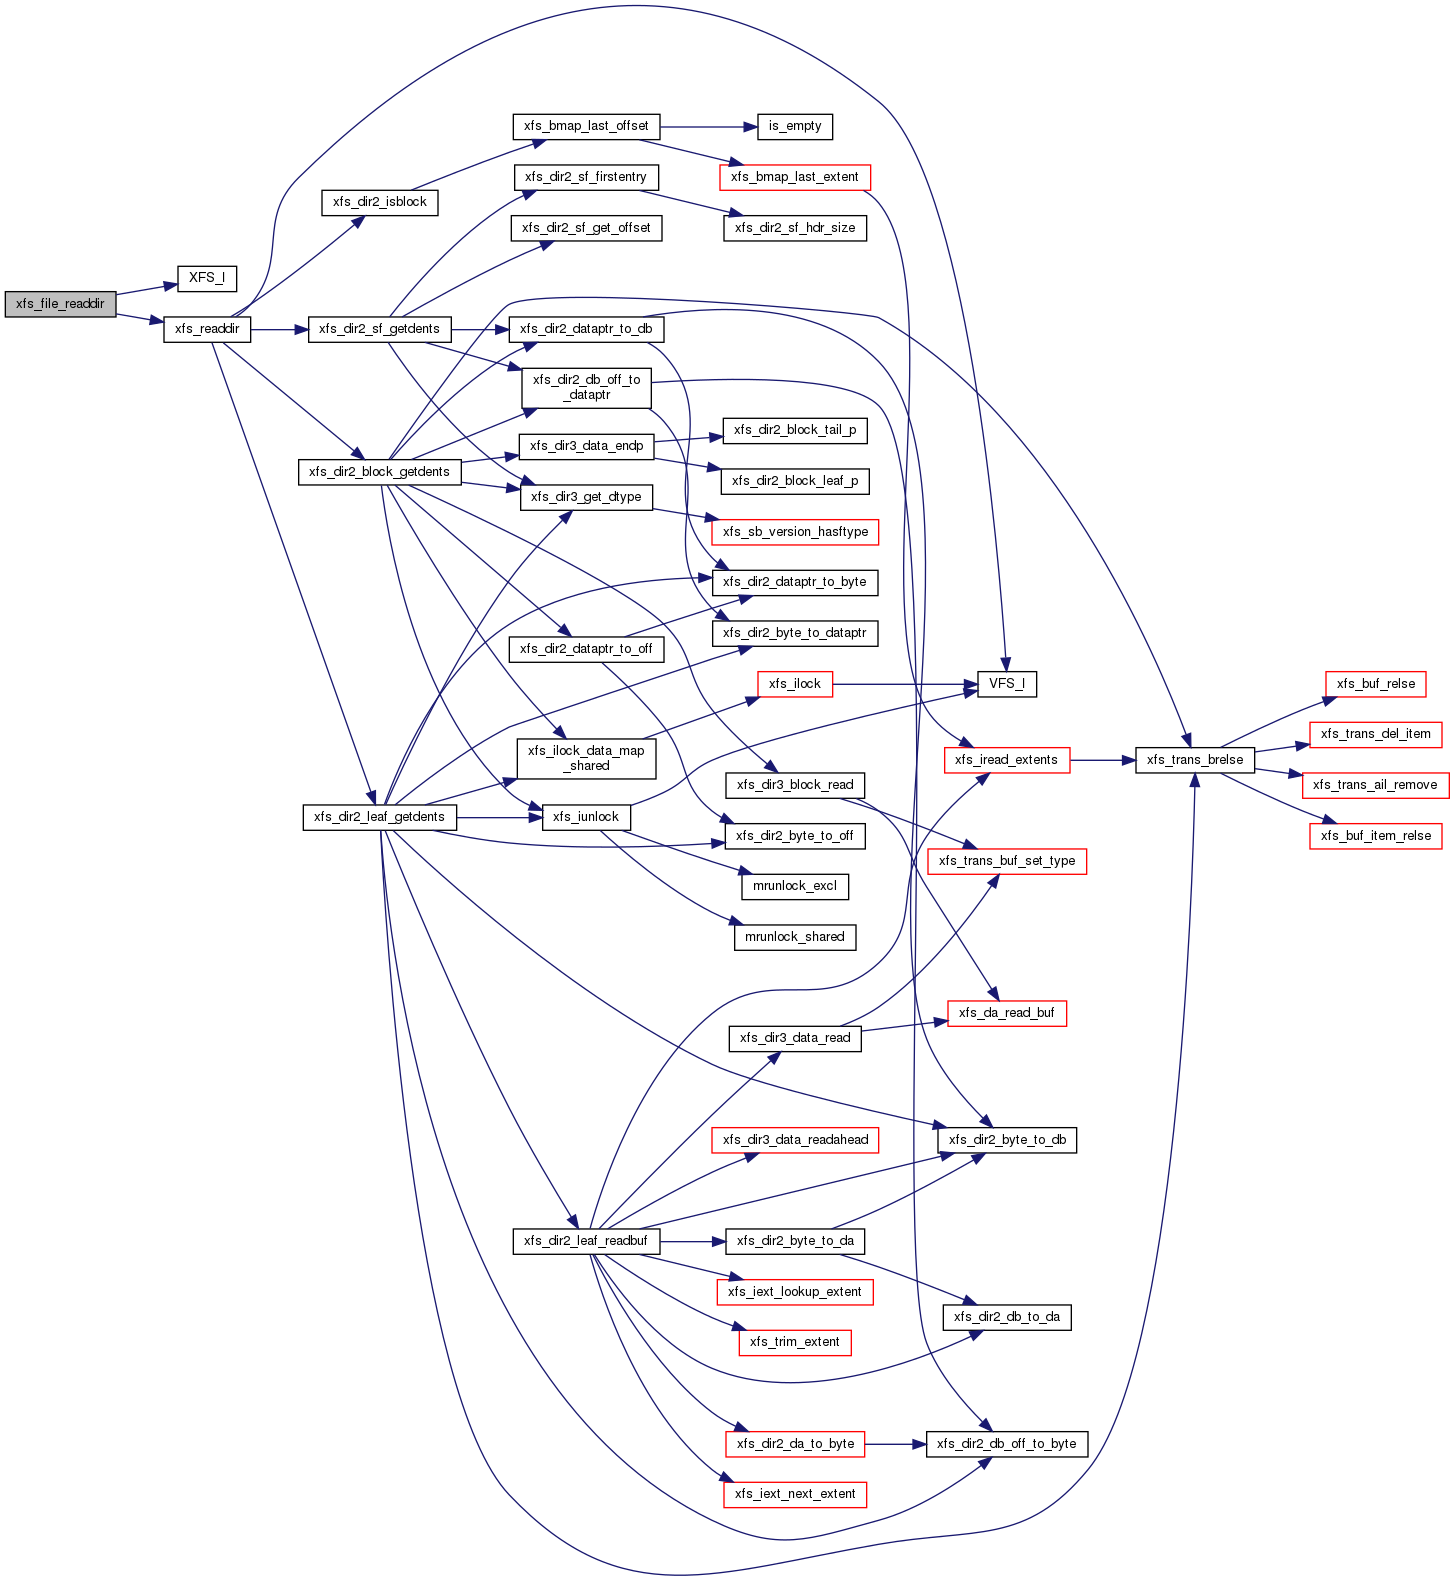 xfs_file_readdir
XFS_I
xfs_readdir
xfs_dir2_isblock
xfs_dir2_sf_getdents
xfs_dir2_block_getdents
xfs_dir2_leaf_getdents
xfs_bmap_last_offset
xfs_dir2_sf_firstentry
xfs_dir2_sf_get_offset
xfs_dir2_dataptr_to_db
xfs_dir2_db_off_to
_dataptr
xfs_dir3_data_endp
xfs_dir3_get_dtype
xfs_dir2_dataptr_to_off
xfs_ilock_data_map
_shared
xfs_iunlock
xfs_dir2_leaf_readbuf
is_empty
xfs_bmap_last_extent
xfs_dir2_sf_hdr_size
xfs_dir2_block_tail_p
xfs_dir2_block_leaf_p
xfs_sb_version_hasftype
xfs_dir2_dataptr_to_byte
xfs_dir2_byte_to_dataptr
xfs_ilock
xfs_dir3_block_read
xfs_dir2_byte_to_off
mrunlock_excl
mrunlock_shared
xfs_dir3_data_read
xfs_dir3_data_readahead
xfs_dir2_byte_to_da
xfs_iext_lookup_extent
xfs_trim_extent
xfs_dir2_da_to_byte
xfs_iext_next_extent
VFS_I
xfs_iread_extents
xfs_trans_buf_set_type
xfs_da_read_buf
xfs_dir2_byte_to_db
xfs_dir2_db_to_da
xfs_dir2_db_off_to_byte
xfs_trans_brelse
xfs_buf_relse
xfs_trans_del_item
xfs_trans_ail_remove
xfs_buf_item_relse